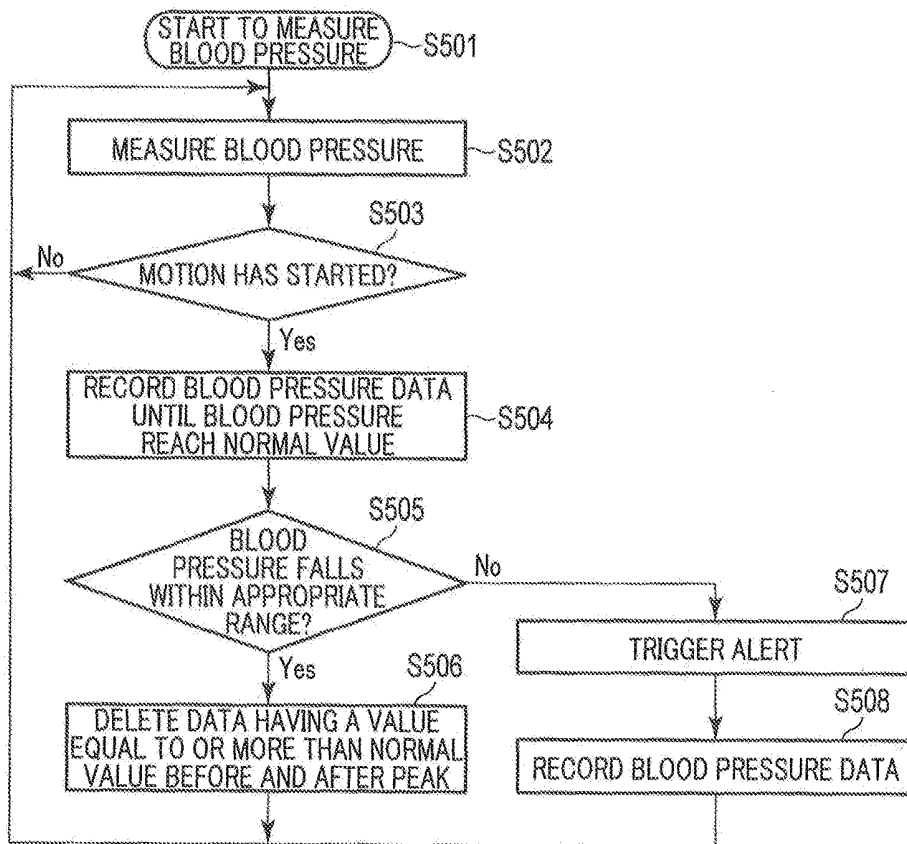 START TO MEASURE
BLOOD PRESSURE
S501
MEASURE BLOOD PRESSURE
S502
S503
No
MOTION HAS STARTED?
Yes
RECORD BLOOD PRESSURE DATA
UNTIL BLOOD PRESSURE
REACH NORMAL VALUE
S504
S505
BLOOD
PRESSURE FALLS
WITHIN APPROPRIATE
RANGE?
No
Yes
S507
TRIGGER ALERT
S506
DELETE DATA HAVING A VALUE
EQUAL TO OR MORE THAN NORMAL
VALUE BEFORE AND AFTER PEAK
S508
RECORD BLOOD PRESSURE DATA